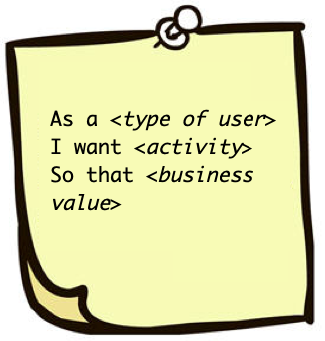 As a <type of user>
I want <activity>
So that <business
value>